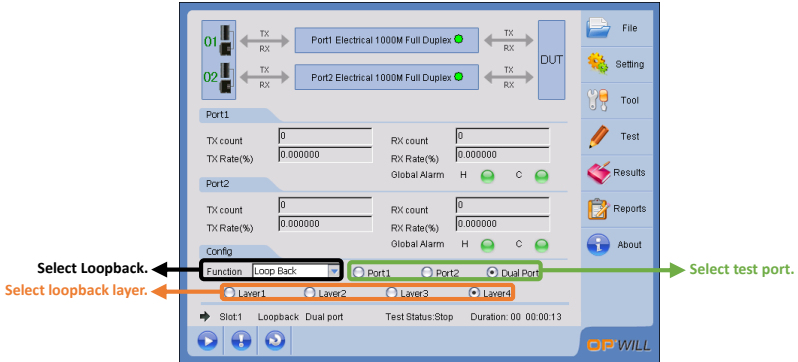 01 TX RX Port1 Electrical 1000M Full Duplex TX RX DUT
02 TX RX Port2 Electrical 1000M Full Duplex TX RX
Port1
TX count 0 RX count 0
TX Rate(%) 0.000000 RX Rate(%) 0.000000
Global Alarm H C
Port2
TX count 0 RX count 0
TX Rate(%) 0.000000 RX Rate(%) 0.000000
Global Alarm H C
Config
Select Loopback.
Function Loop Back Port1 Port2 Dual Port
Select test port.
Select loopback layer.
Layer1 Layer2 Layer3 Layer4
Slot:1 Loopback Dual port Test Status:Stop Duration: 00 00:00:13
File
Setting
Tool
Test
Results
Reports
About
OPWILL